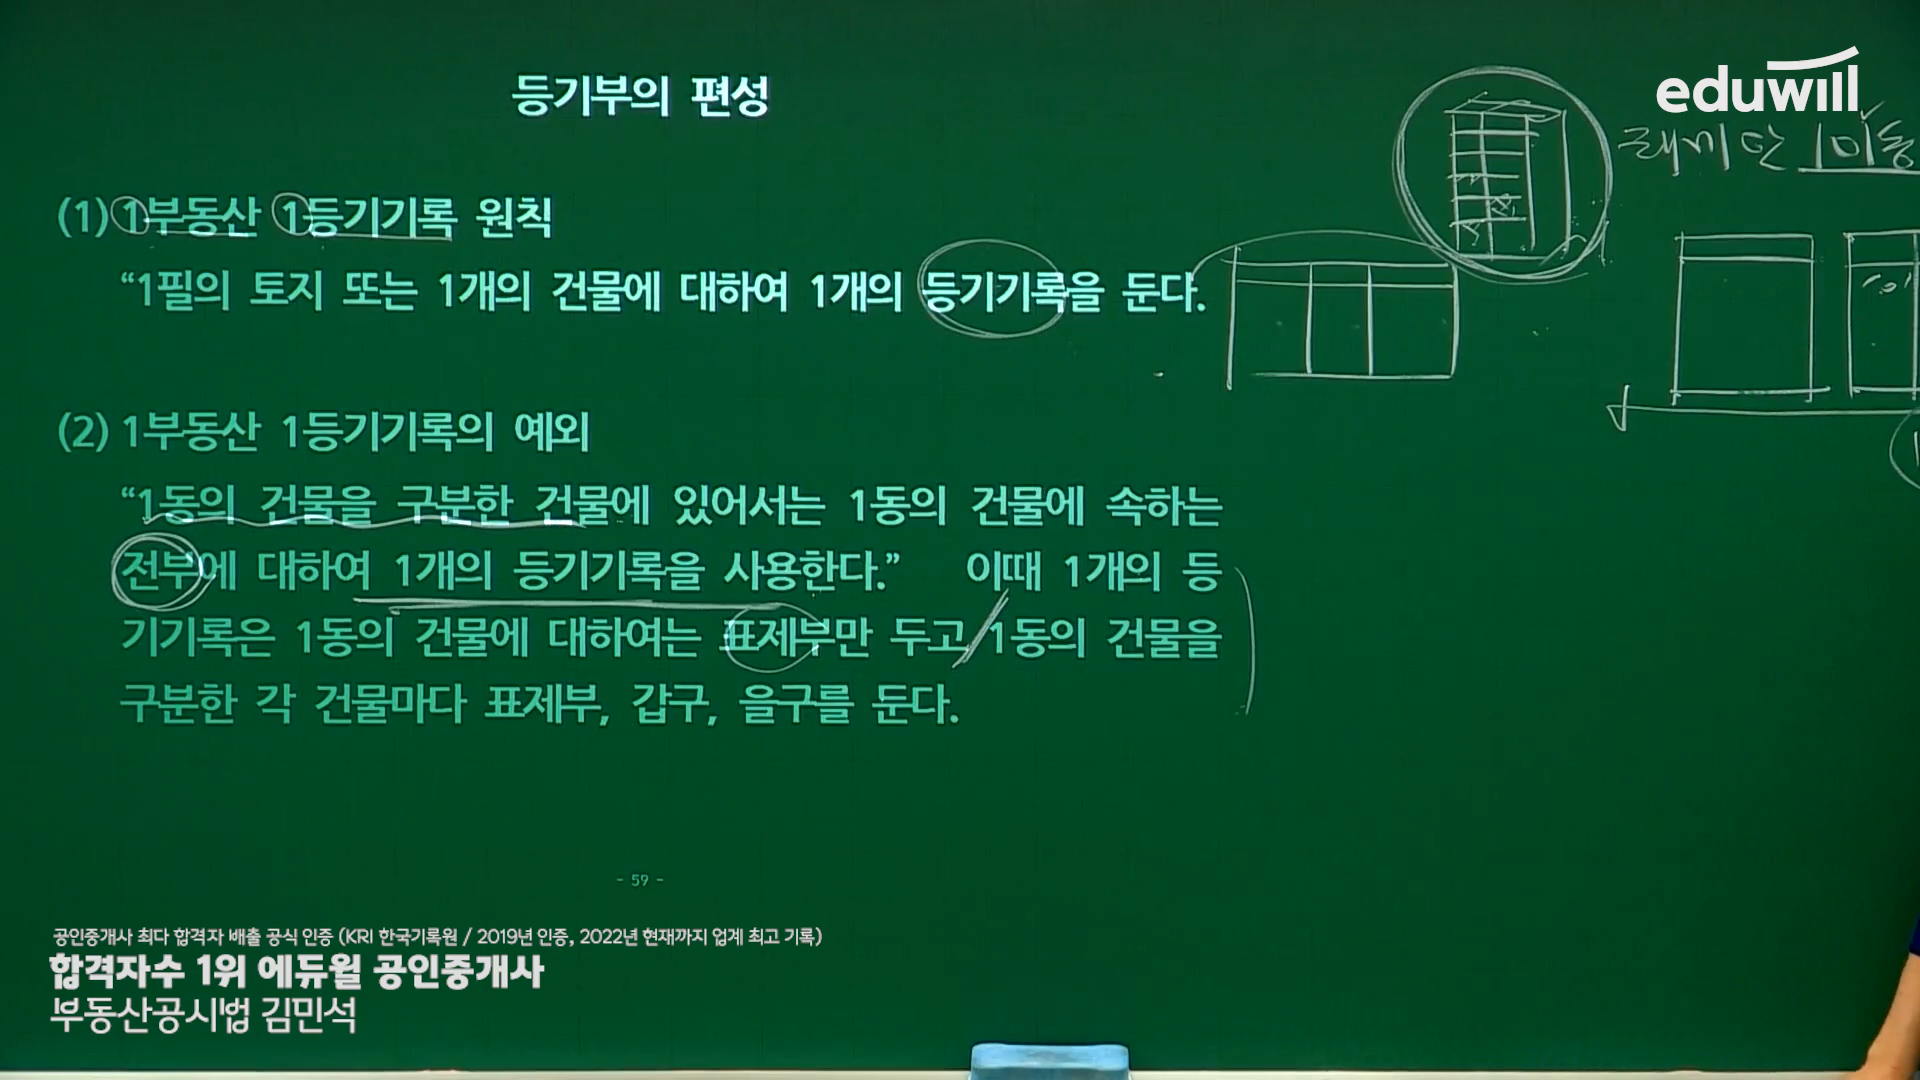 등기부의 편성
eduwill
래미안 101동
(1) 1부동산 1등기기록 원칙
“1필의 토지 또는 1개의 건물에 대하여 1개의 등기기록을 둔다.
(2) 1부동산 1등기기록의 예외
“1동의 건물을 구분한 건물에 있어서는 1동의 건물에 속하는
전부에 대하여 1개의 등기기록을 사용한다.” 이때 1개의 등
기기록은 1동의 건물에 대하여는 표제부만 두고, 1동의 건물을
구분한 각 건물마다 표제부, 갑구, 을구를 둔다.
- 59 -
공인중개사 최다 합격자 배출 공식 인증 (KRI 한국기록원 / 2019년 인증, 2022년 현재까지 업계 최고 기록)
합격자수 1위 에듀윌 공인중개사
부동산공시법 김민석